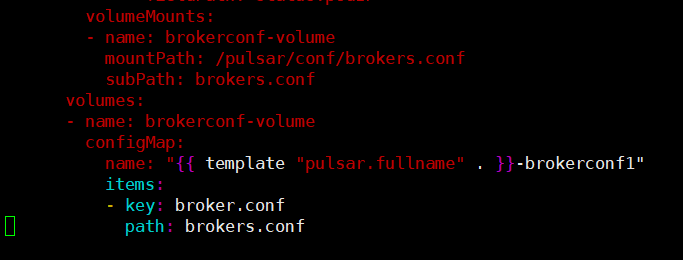 volumeMounts:
- name: brokerconf-volume
mountPath: /pulsar/conf/brokers.conf
subPath: brokers.conf
volumes:
- name: brokerconf-volume
configMap:
name: "{{ template "pulsar.fullname" . }}-brokerconf1"
items:
- key: broker.conf
path: brokers.conf